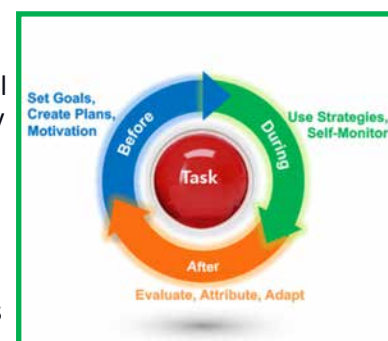 Set Goals,
Create Plans,
Motivation
Before
During
Use Strategies,
Self-Monitor
Task
After
Evaluate, Attribute, Adapt